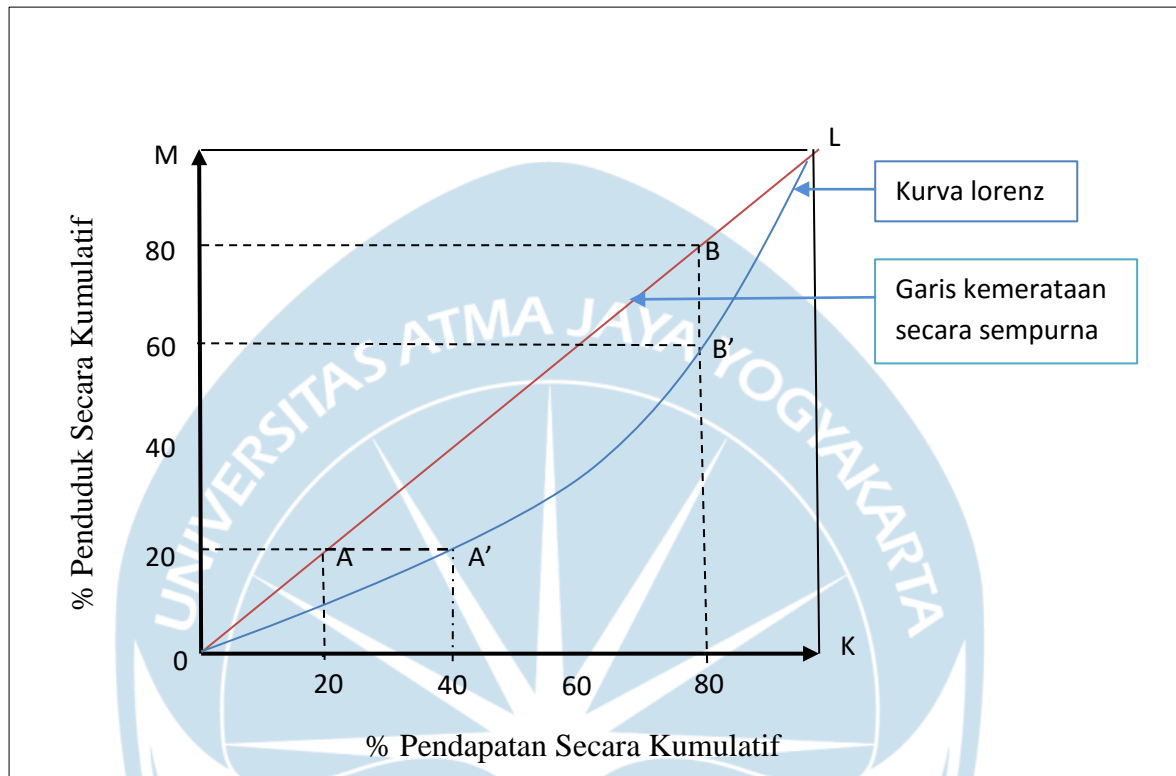 M
L
Kurva lorenz
80
B
Garis kemerataan
secara sempurna
60
B’
40
20
A
A’
0
K
20
40
60
80
% Penduduk Secara Kumulatif
% Pendapatan Secara Kumulatif
UNIVERSITAS ATMA JAYA YOGYAKARTA